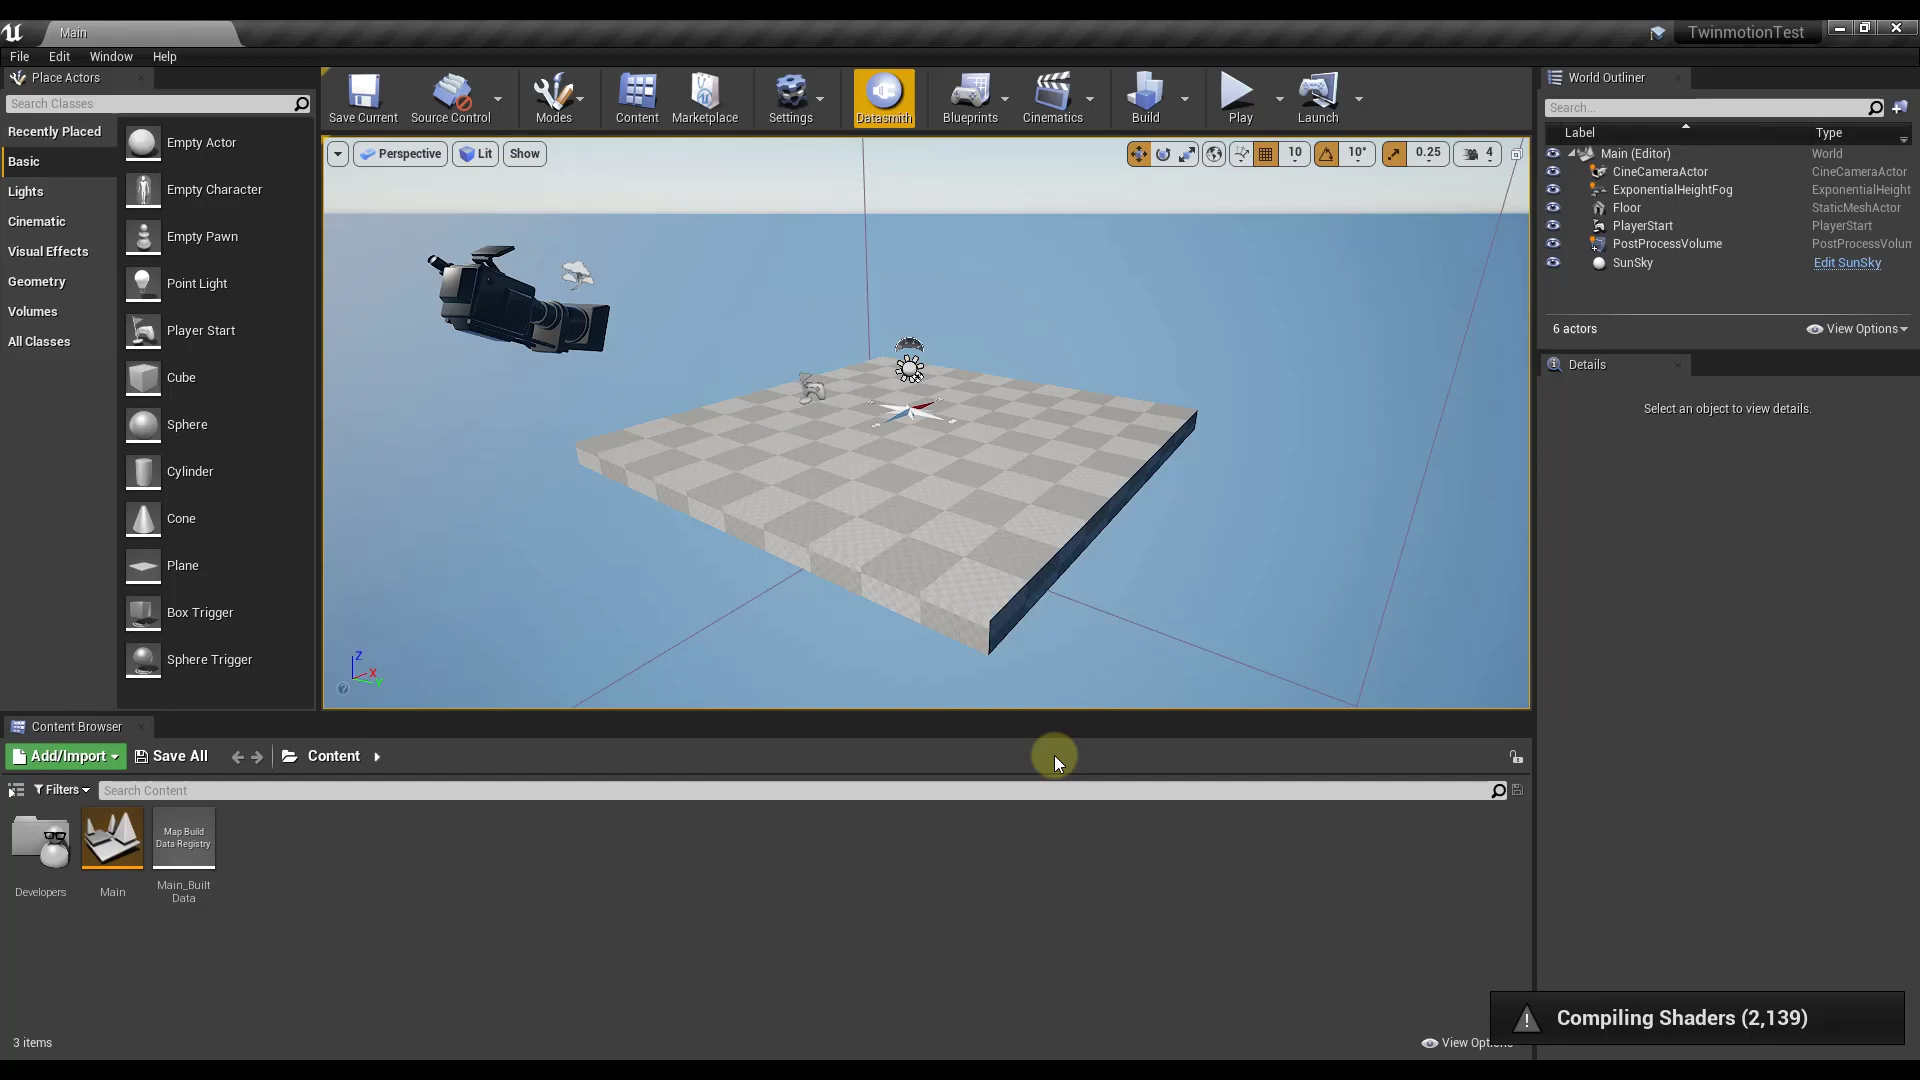 Main
TwinmotionTest
File Edit Window Help
Place Actors
Search Classes
Recently Placed
Basic
Lights
Cinematic
Visual Effects
Geometry
Volumes
All Classes
Empty Actor
Empty Character
Empty Pawn
Point Light
Player Start
Cube
Sphere
Cylinder
Cone
Plane
Box Trigger
Sphere Trigger
Save Current Source Control Modes Content Marketplace Settings Datasmith Blueprints Cinematics Build Play Launch
Perspective Lit Show
10 10° 0.25 4
Z
X
Y
World Outliner
Search...
Label Type
Main (Editor) World
CineCameraActor CineCameraActor
ExponentialHeightFog ExponentialHeight
Floor StaticMeshActor
PlayerStart PlayerStart
PostProcessVolume PostProcessVolum
SunSky Edit SunSky
6 actors View Options
Details
Select an object to view details.
Content Browser
Add/Import Save All Content
Filters Search Content
Map Build
Data Registry
Developers
Main
Main_Built
Data
3 items
View Options
Compiling Shaders (2,139)